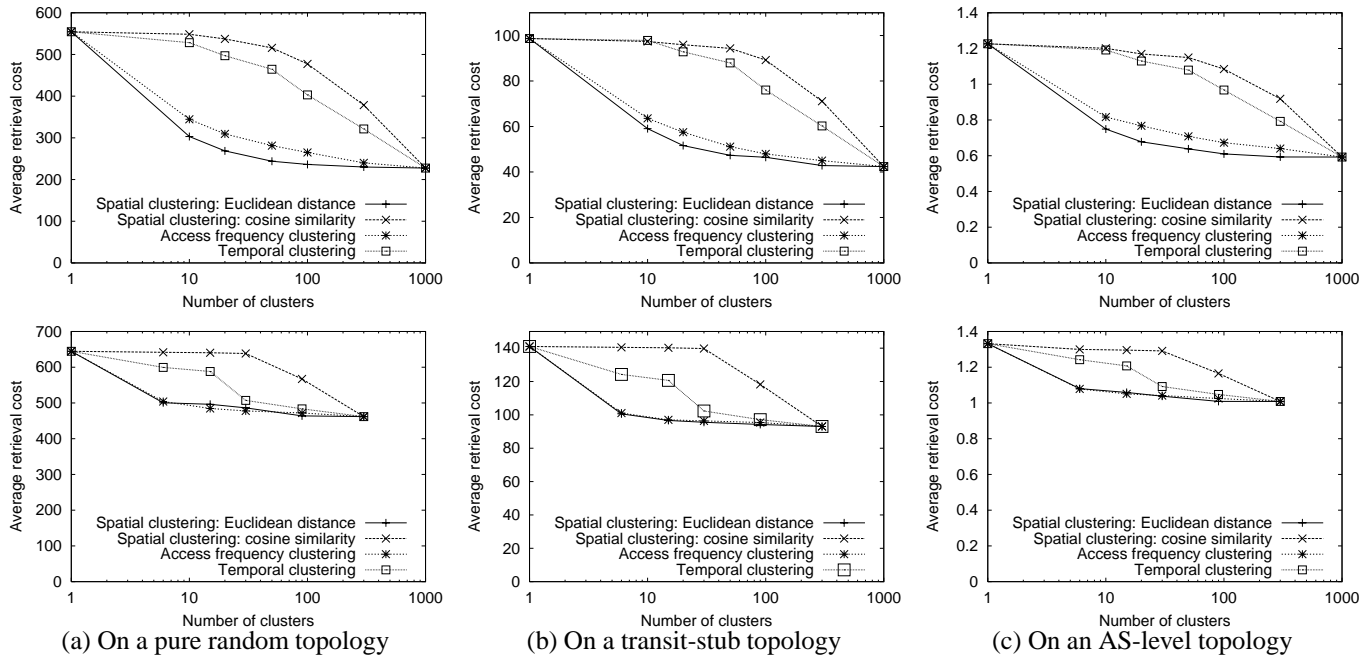 600
500
400
300
200
100
0
Average retrieval cost
Spatial clustering: Euclidean distance
Spatial clustering: cosine similarity
Access frequency clustering
Temporal clustering
1 10 100 1000
Number of clusters
100
80
60
40
20
0
Average retrieval cost
Spatial clustering: Euclidean distance
Spatial clustering: cosine similarity
Access frequency clustering
Temporal clustering
1 10 100 1000
Number of clusters
1.4
1.2
1
0.8
0.6
0.4
0.2
0
Average retrieval cost
Spatial clustering: Euclidean distance
Spatial clustering: cosine similarity
Access frequency clustering
Temporal clustering
1 10 100 1000
Number of clusters
700
600
500
400
300
200
100
0
Average retrieval cost
Spatial clustering: Euclidean distance
Spatial clustering: cosine similarity
Access frequency clustering
Temporal clustering
1 10 100 1000
Number of clusters
(a) On a pure random topology
140
120
100
80
60
40
20
0
Average retrieval cost
Spatial clustering: Euclidean distance
Spatial clustering: cosine similarity
Access frequency clustering
Temporal clustering
1 10 100 1000
Number of clusters
(b) On a transit-stub topology
1.4
1.2
1
0.8
0.6
0.4
0.2
0
Average retrieval cost
Spatial clustering: Euclidean distance
Spatial clustering: cosine similarity
Access frequency clustering
Temporal clustering
1 10 100 1000
Number of clusters
(c) On an AS-level topology